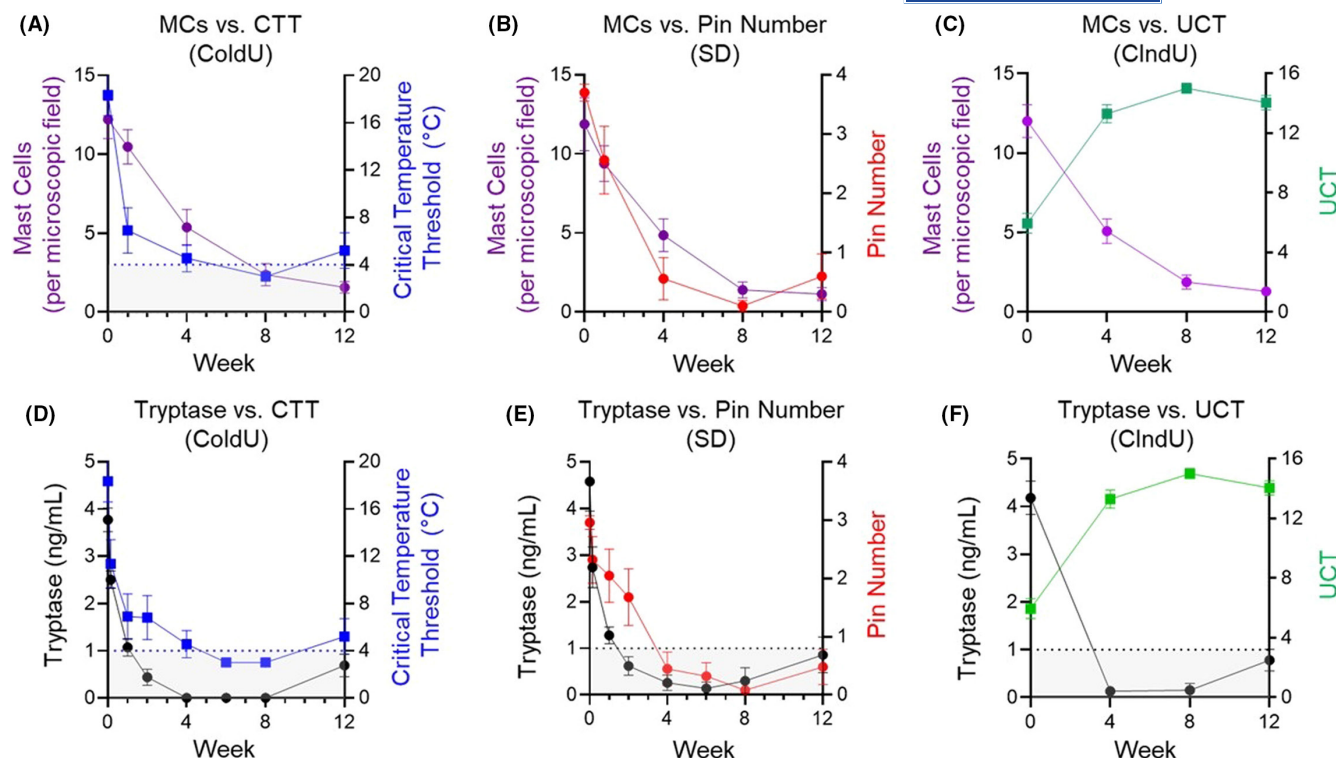 (A)
MCs vs. CTT
(ColdU)
15
10
5
0
20
16
12
8
4
0
Mast Cells
(per microscopic field)
Critical Temperature
Threshold (°C)
0 4 8 12
Week
(B)
MCs vs. Pin Number
(SD)
15
10
5
0
4
3
2
1
0
Mast Cells
(per microscopic field)
Pin Number
0 4 8 12
Week
(C)
MCs vs. UCT
(CIndU)
15
10
5
0
16
12
8
4
0
Mast Cells
(per microscopic field)
UCT
0 4 8 12
Week
(D)
Tryptase vs. CTT
(ColdU)
5
4
3
2
1
0
20
16
12
8
4
0
Tryptase (ng/mL)
Critical Temperature
Threshold (°C)
0 4 8 12
Week
(E)
Tryptase vs. Pin Number
(SD)
5
4
3
2
1
0
4
3
2
1
0
Tryptase (ng/mL)
Pin Number
0 4 8 12
Week
(F)
Tryptase vs. UCT
(CIndU)
5
4
3
2
1
0
16
12
8
4
0
Tryptase (ng/mL)
UCT
0 4 8 12
Week